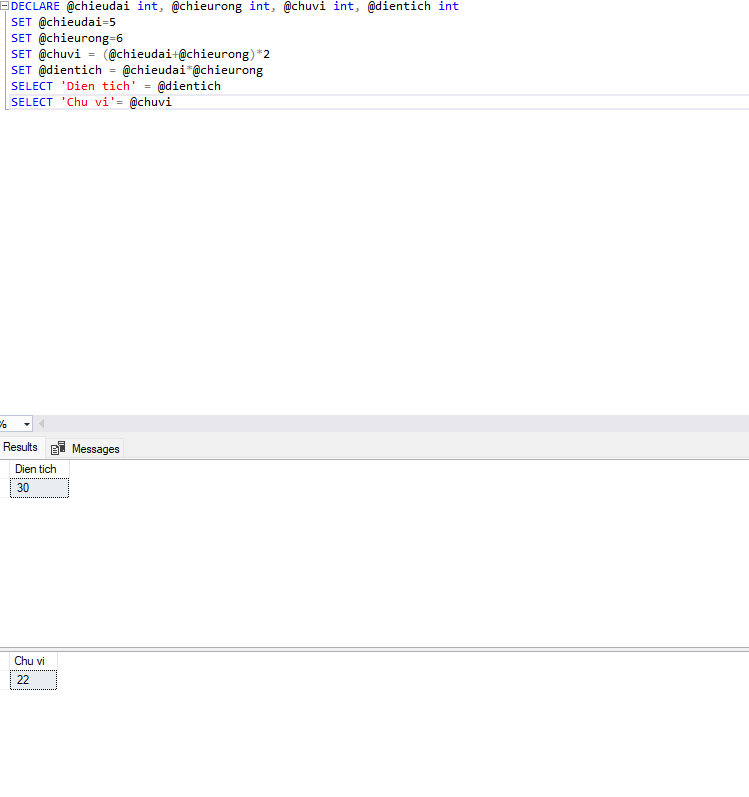 DECLARE @chieudai int, @chieurong int, @chuvi int, @dientich int
SET @chieudai=5
SET @chieurong=6
SET @chuvi = (@chieudai+@chieurong)*2
SET @dientich = @chieudai*@chieurong
SELECT 'Dien tich' = @dientich
SELECT 'Chu vi'= @chuvi
%
Results Messages
Dien tich
30
Chu vi
22